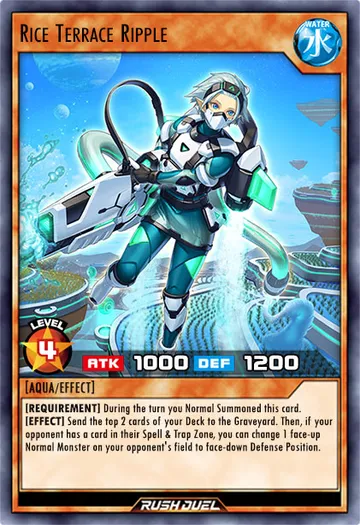 RICE TERRACE RIPPLE
WATER
水
LEVEL
4
ATK 1000 DEF 1200
[AQUA/EFFECT]
[REQUIREMENT] During the turn you Normal Summoned this card.
[EFFECT] Send the top 2 cards of your Deck to the Graveyard. Then, if your
opponent has a card in their Spell & Trap Zone, you can change 1 face-up
Normal Monster on your opponent's field to face-down Defense Position.
RUSH DUEL